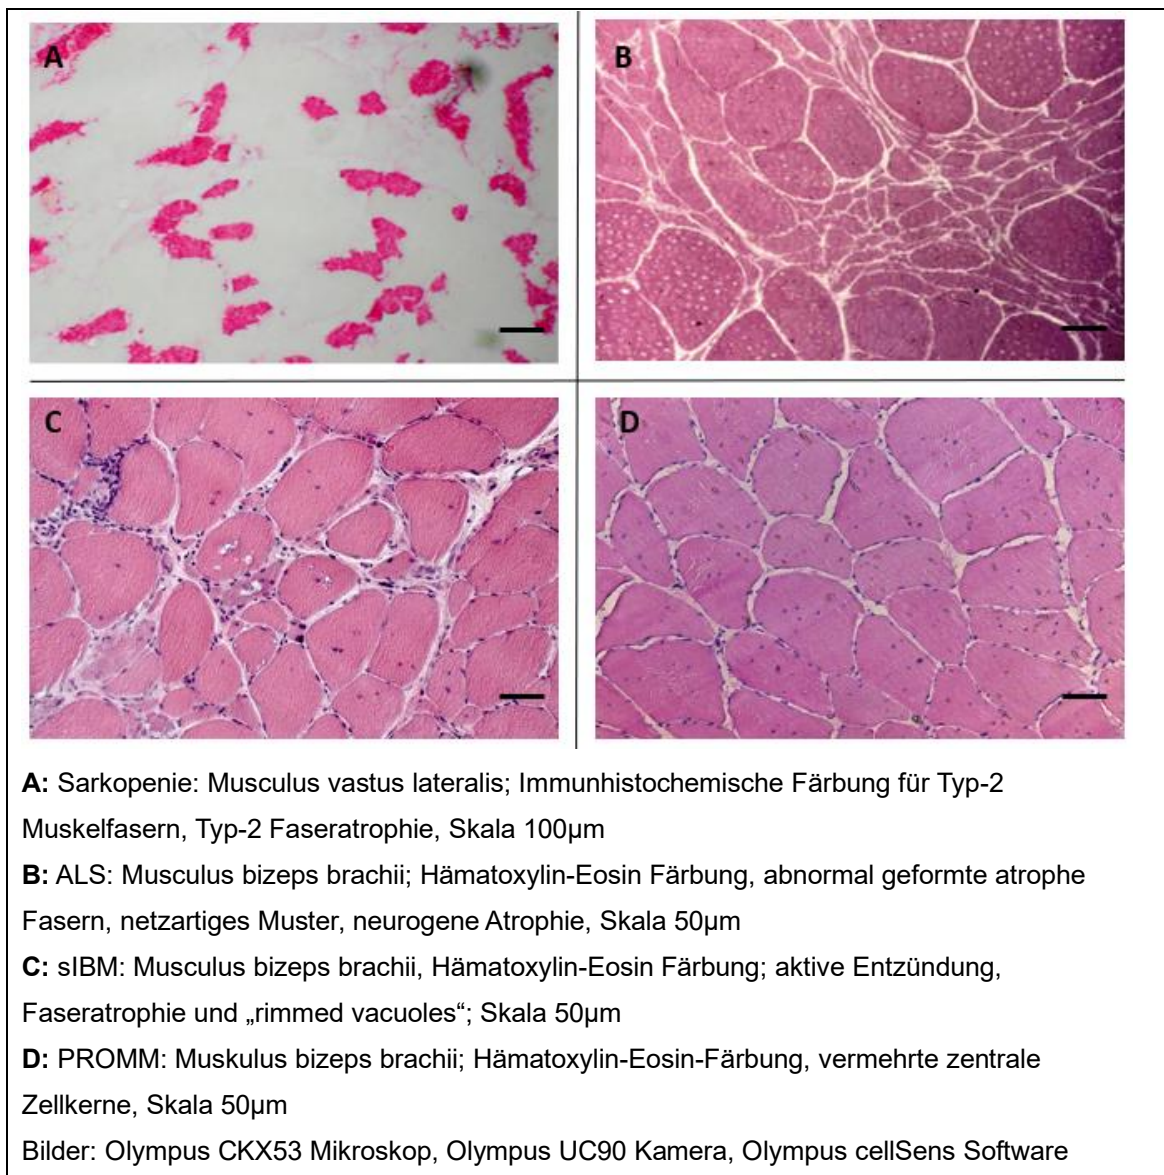 A
B
C
D
A: Sarkopenie: Musculus vastus lateralis; Immunhistochemische Färbung für Typ-2
Muskelfasern, Typ-2 Faseratrophie, Skala 100µm
B: ALS: Musculus bizeps brachii; Hämatoxylin-Eosin Färbung, abnormal geformte atrophe
Fasern, netzartiges Muster, neurogene Atrophie, Skala 50µm
C: sIBM: Musculus bizeps brachii, Hämatoxylin-Eosin Färbung; aktive Entzündung,
Faseratrophie und „rimmed vacuoles“; Skala 50µm
D: PROMM: Muskulus bizeps brachii; Hämatoxylin-Eosin-Färbung, vermehrte zentrale
Zellkerne, Skala 50µm
Bilder: Olympus CKX53 Mikroskop, Olympus UC90 Kamera, Olympus cellSens Software